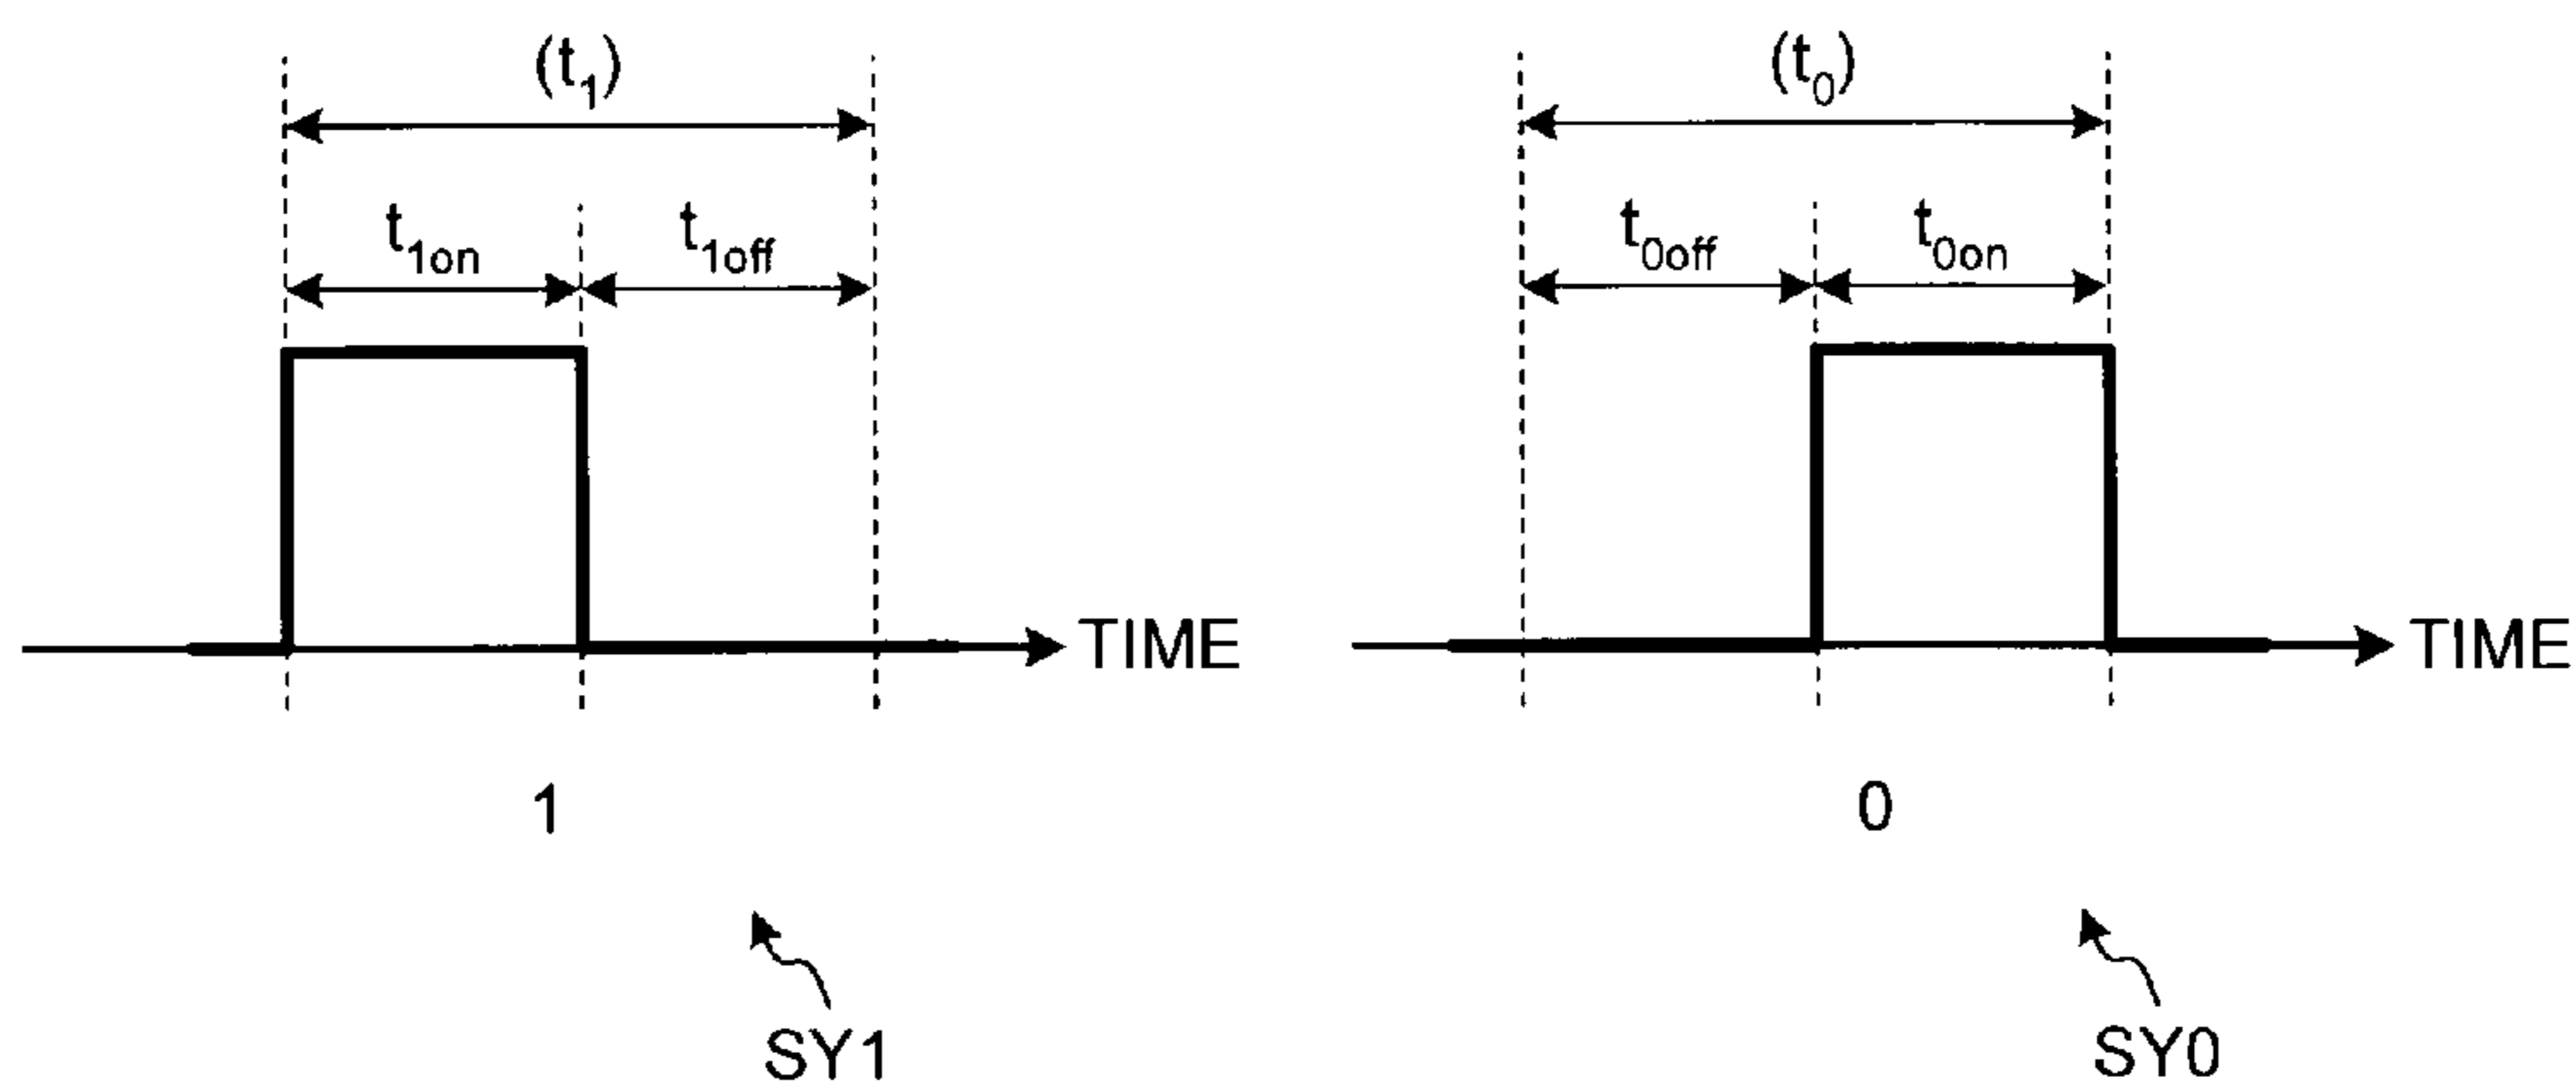 (t₁) (t₀)
t₁on t₁off t₀off t₀on
TIME TIME
1 0
SY1 SY0